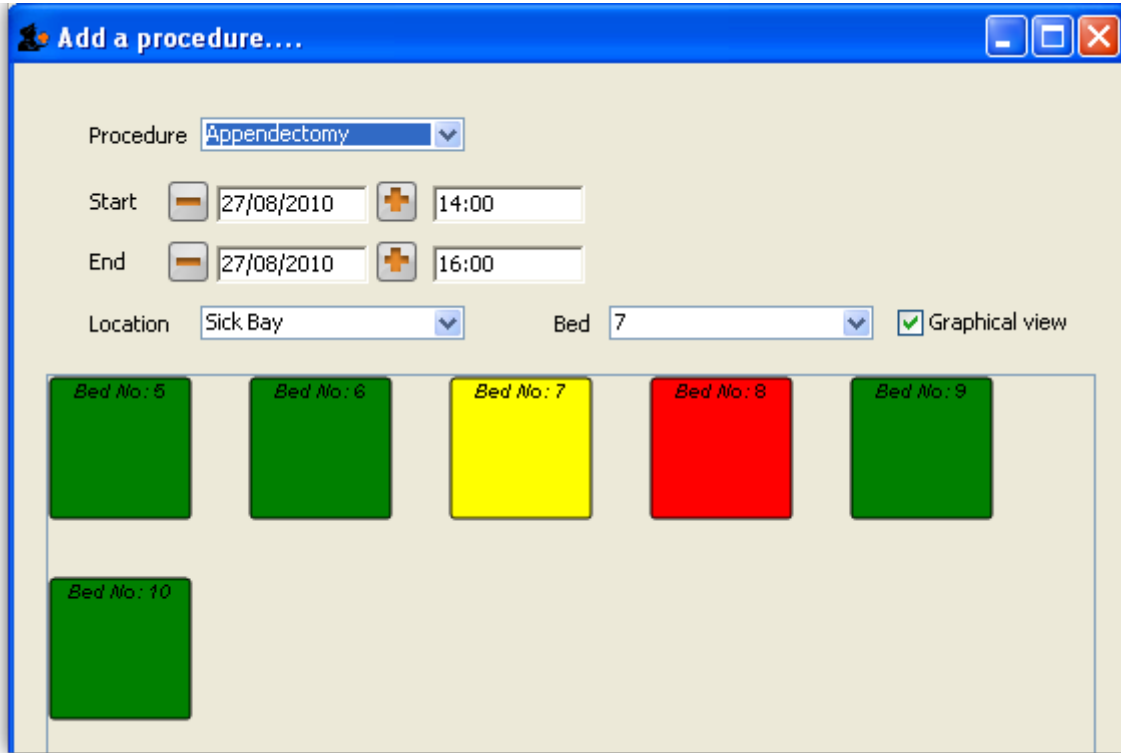 Add a procedure....
Procedure Appendectomy
Start 27/08/2010 14:00
End 27/08/2010 16:00
Location Sick Bay Bed 7 Graphical view
Bed No: 5 Bed No: 6 Bed No: 7 Bed No: 8 Bed No: 9
Bed No: 10